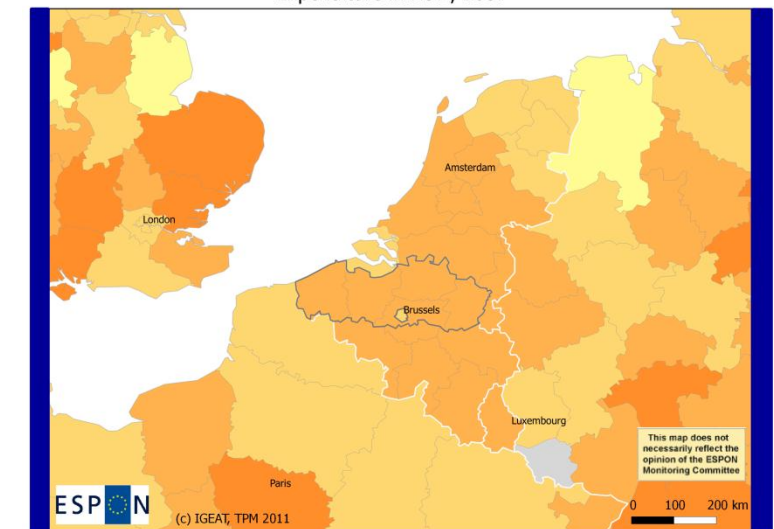 Amsterdam
London
Brussels
Luxembourg
This map does not
necessarily reflect the
opinion of the ESPON
Monitoring Committee
Paris
ESPON
(c) IGEAT, TPM 2011
0 100 200 km